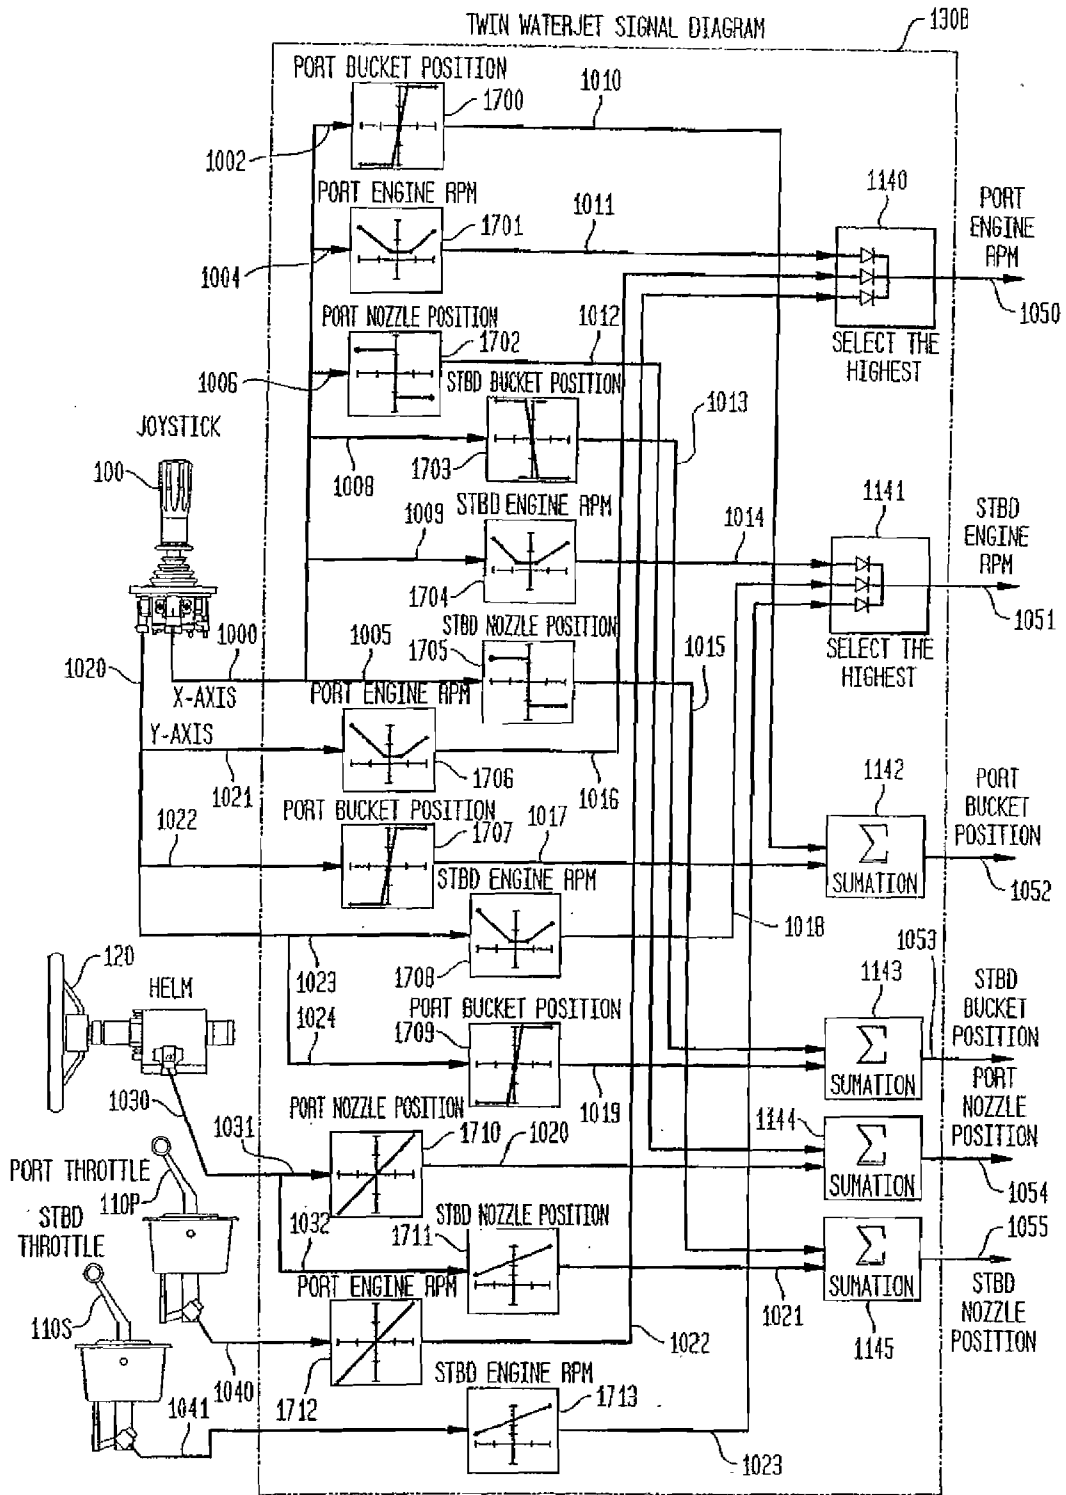 TWIN WATERJET SIGNAL DIAGRAM
130B
PORT BUCKET POSITION
1700
1010
1002
PORT ENGINE RPM
1701
1011
1004
1140
PORT
ENGINE
RPM
1050
SELECT THE
HIGHEST
PORT NOZZLE POSITION
1702
1012
1006
STBD BUCKET POSITION
1013
1703
1008
JOYSTICK
100
STBD ENGINE RPM
1009
1014
1704
1141
STBD
ENGINE
RPM
1051
SELECT THE
HIGHEST
STBD NOZZLE POSITION
1705
1005
1015
1000
1020
X-AXIS
PORT ENGINE RPM
Y-AXIS
1706
1021
1016
PORT BUCKET POSITION
1707
1017
1022
1142
PORT
BUCKET
POSITION
SUMATION
1052
STBD ENGINE RPM
1018
1023
1708
120
HELM
1024
PORT BUCKET POSITION
1709
1019
1143
1053
STBD
BUCKET
POSITION
SUMATION
1030
PORT NOZZLE POSITION
1031
1710
1020
1144
PORT
NOZZLE
POSITION
SUMATION
1054
PORT THROTTLE
110P
STBD
THROTTLE
1032
STBD NOZZLE POSITION
1711
1021
1055
SUMATION
1145
STBD
NOZZLE
POSITION
110S
PORT ENGINE RPM
1022
1040
1712
STBD ENGINE RPM
1713
1041
1023